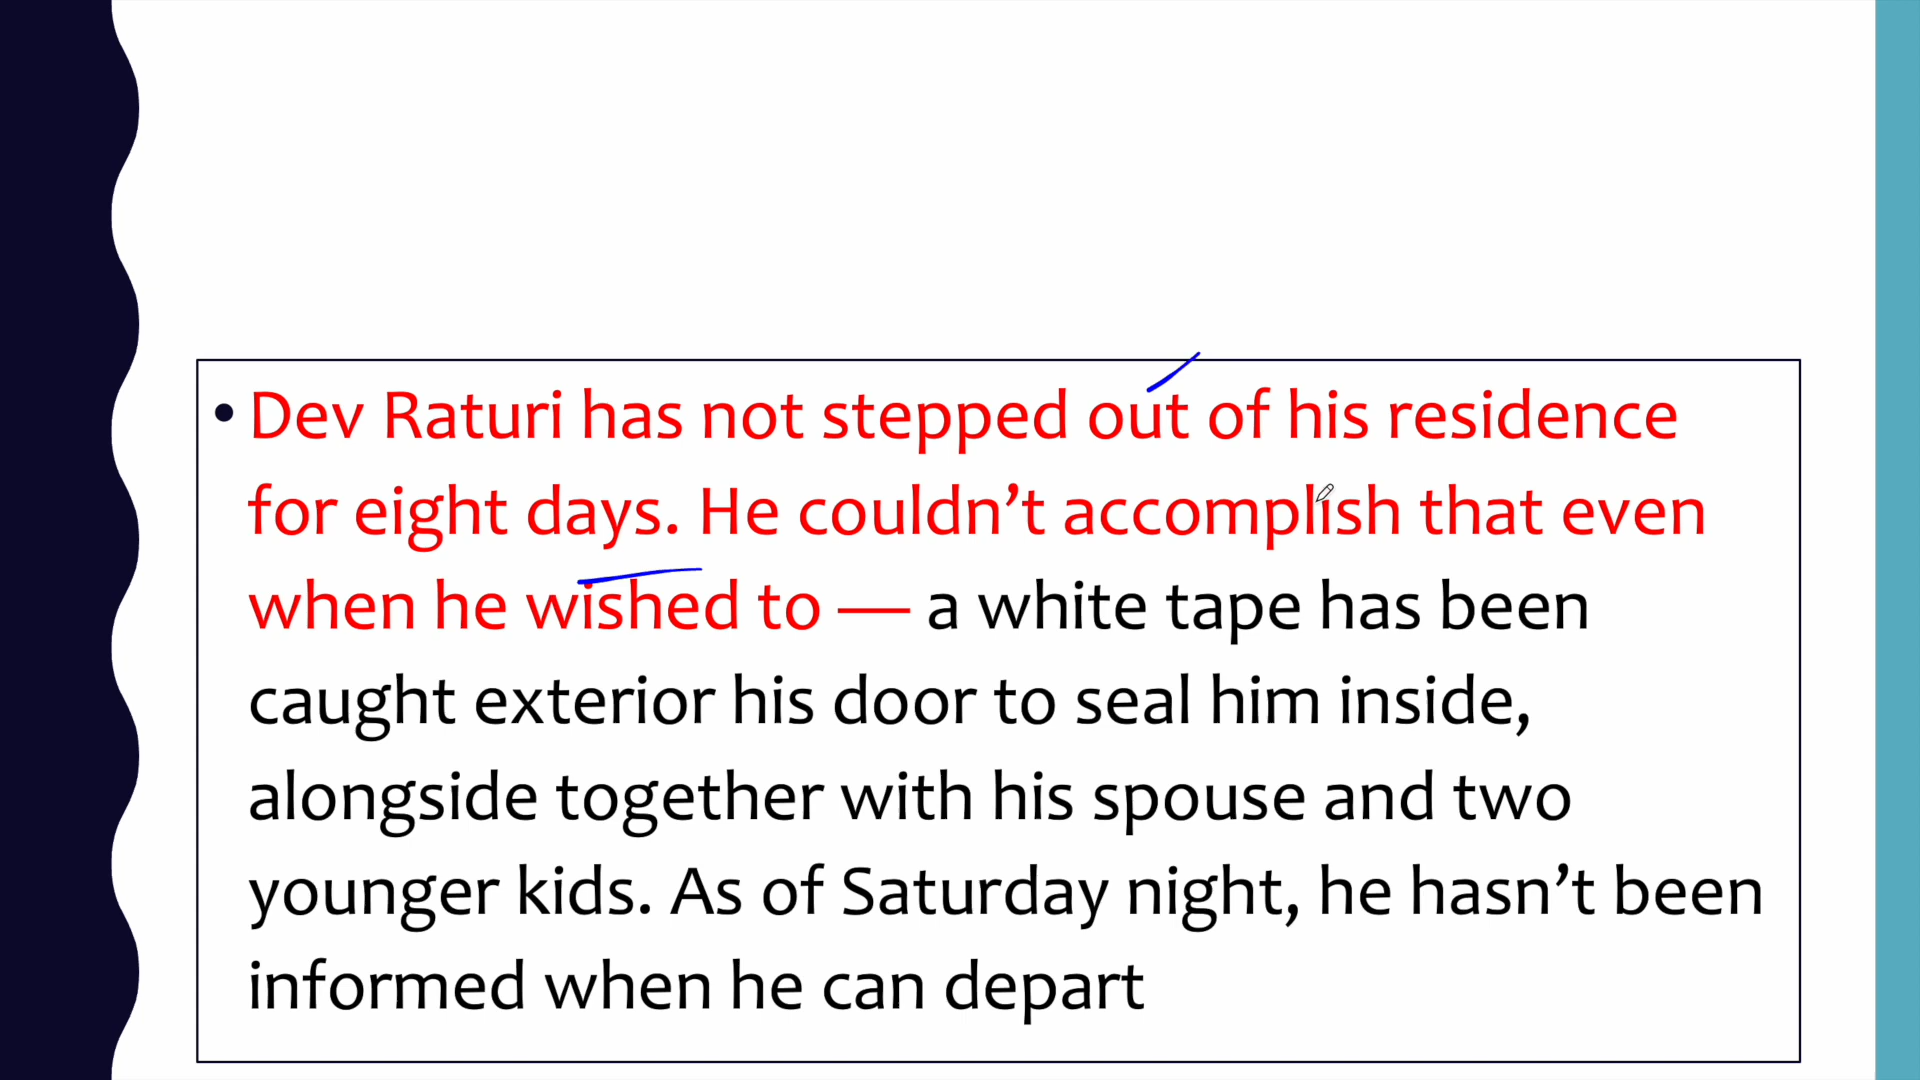 • Dev Raturi has not stepped out of his residence
for eight days. He couldn’t accomplish that even
when he wished to — a white tape has been
caught exterior his door to seal him inside,
alongside together with his spouse and two
younger kids. As of Saturday night, he hasn’t been
informed when he can depart